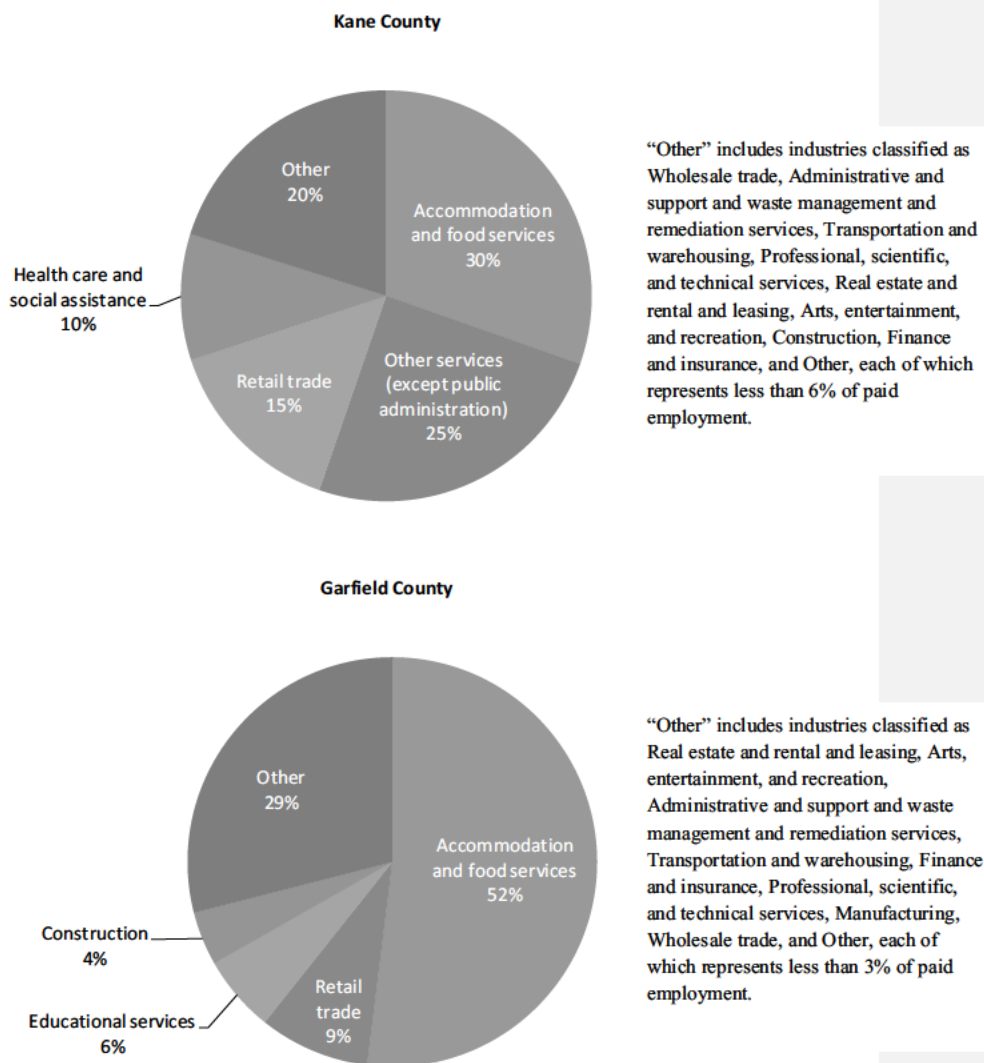 Kane County
Other
20%
Accommodation
and food services
30%
Health care and
social assistance
10%
Retail trade
15%
Other services
(except public
administration)
25%
“Other” includes industries classified as
Wholesale trade, Administrative and
support and waste management and
remediation services, Transportation and
warehousing, Professional, scientific,
and technical services, Real estate and
rental and leasing, Arts, entertainment,
and recreation, Construction, Finance
and insurance, and Other, each of which
represents less than 6% of paid
employment.
Garfield County
Other
29%
Accommodation
and food services
52%
Construction
4%
Educational services
6%
Retail
trade
9%
“Other” includes industries classified as
Real estate and rental and leasing, Arts,
entertainment, and recreation,
Administrative and support and waste
management and remediation services,
Transportation and warehousing, Finance
and insurance, Professional, scientific,
and technical services, Manufacturing,
Wholesale trade, and Other, each of
which represents less than 3% of paid
employment.